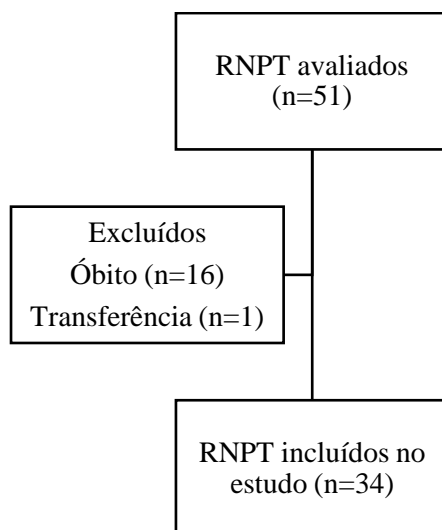 RNPT avaliados
(n=51)
Excluídos
Óbito (n=16)
Transferência (n=1)
RNPT incluídos no
estudo (n=34)